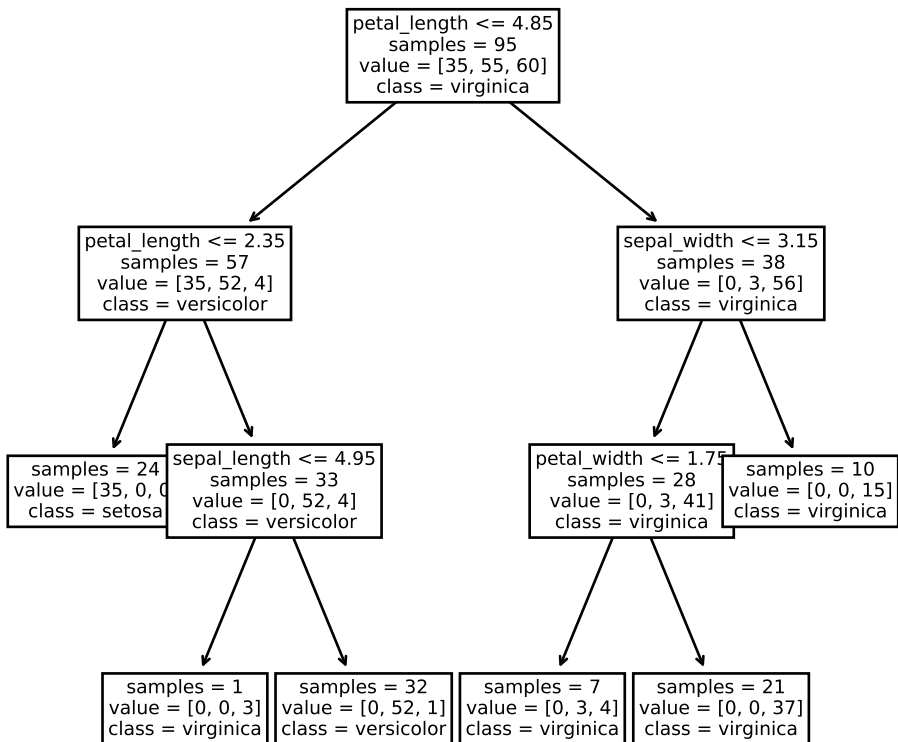 petal_length <= 4.85
samples = 95
value = [35, 55, 60]
class = virginica
petal_length <= 2.35
samples = 57
value = [35, 52, 4]
class = versicolor
sepal_width <= 3.15
samples = 38
value = [0, 3, 56]
class = virginica
samples = 24
value = [35, 0, 0
class = setosa
sepal_length <= 4.95
samples = 33
value = [0, 52, 4]
class = versicolor
petal_width <= 1.75
samples = 28
value = [0, 3, 41]
class = virginica
samples = 10
value = [0, 0, 15]
class = virginica
samples = 1
value = [0, 0, 3]
class = virginica
samples = 32
value = [0, 52, 1]
class = versicolor
samples = 7
value = [0, 3, 4]
class = virginica
samples = 21
value = [0, 0, 37]
class = virginica